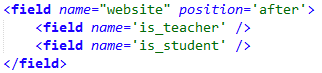 <field name="website" position='after'>
<field name='is_teacher' />
<field name='is_student' />
</field>